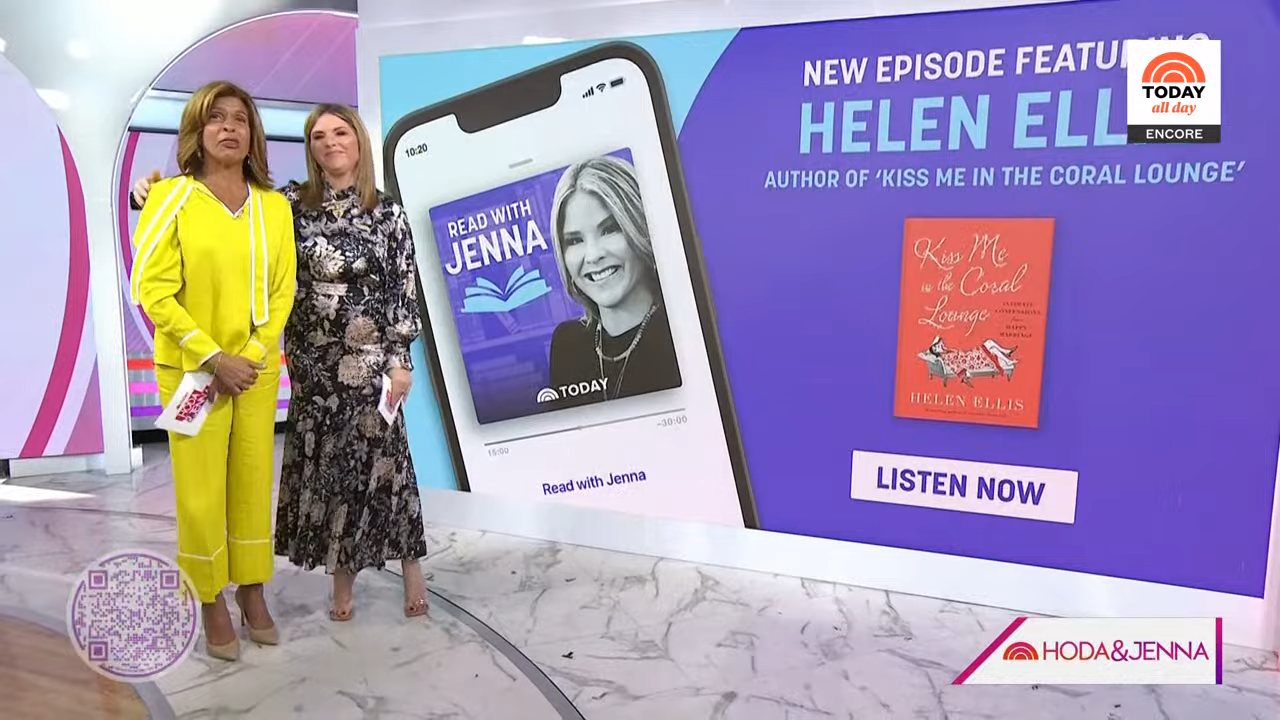 NEW EPISODE FEATURING
HELEN ELL
AUTHOR OF ‘KISS ME IN THE CORAL LOUNGE’
TODAY
all day
ENCORE
10:20
READ WITH
JENNA
TODAY
15:00
-30:00
Read with Jenna
Kiss Me
in the Coral
Lounge
HELEN ELLIS
LISTEN NOW
HODA&JENNA